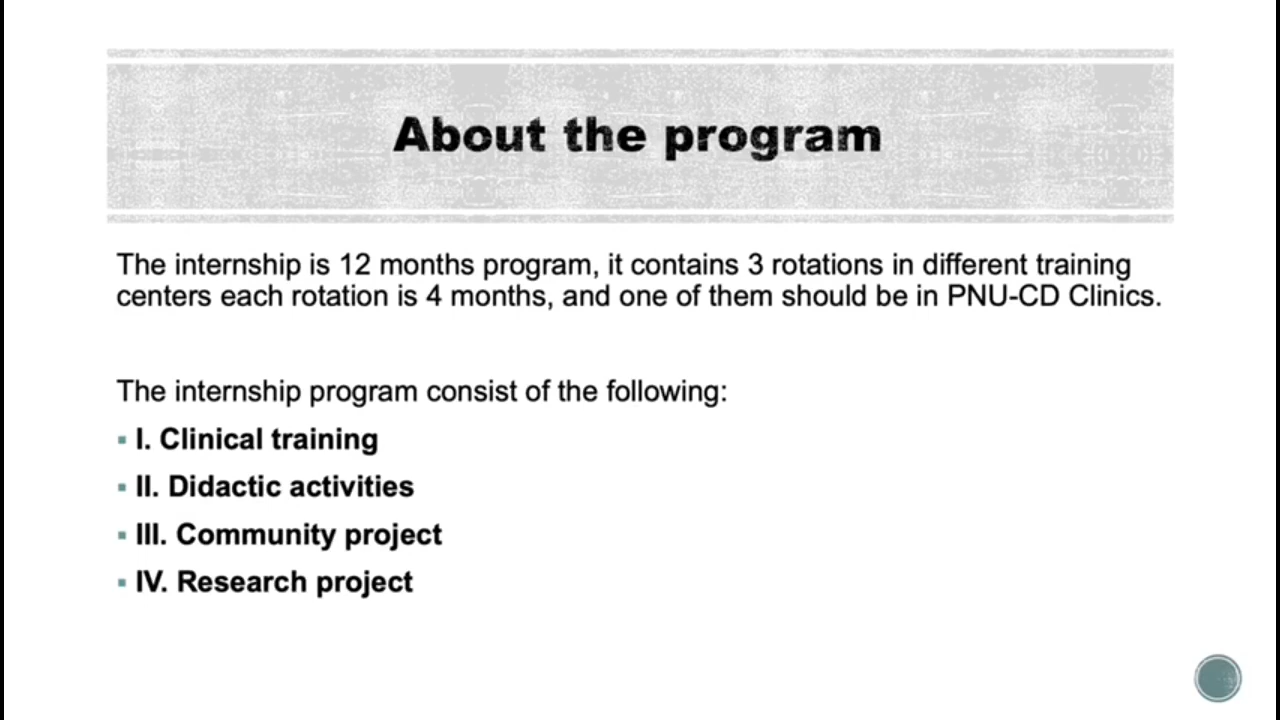 About the program
The internship is 12 months program, it contains 3 rotations in different training
centers each rotation is 4 months, and one of them should be in PNU-CD Clinics.
The internship program consist of the following:
▪ I. Clinical training
▪ II. Didactic activities
▪ III. Community project
▪ IV. Research project